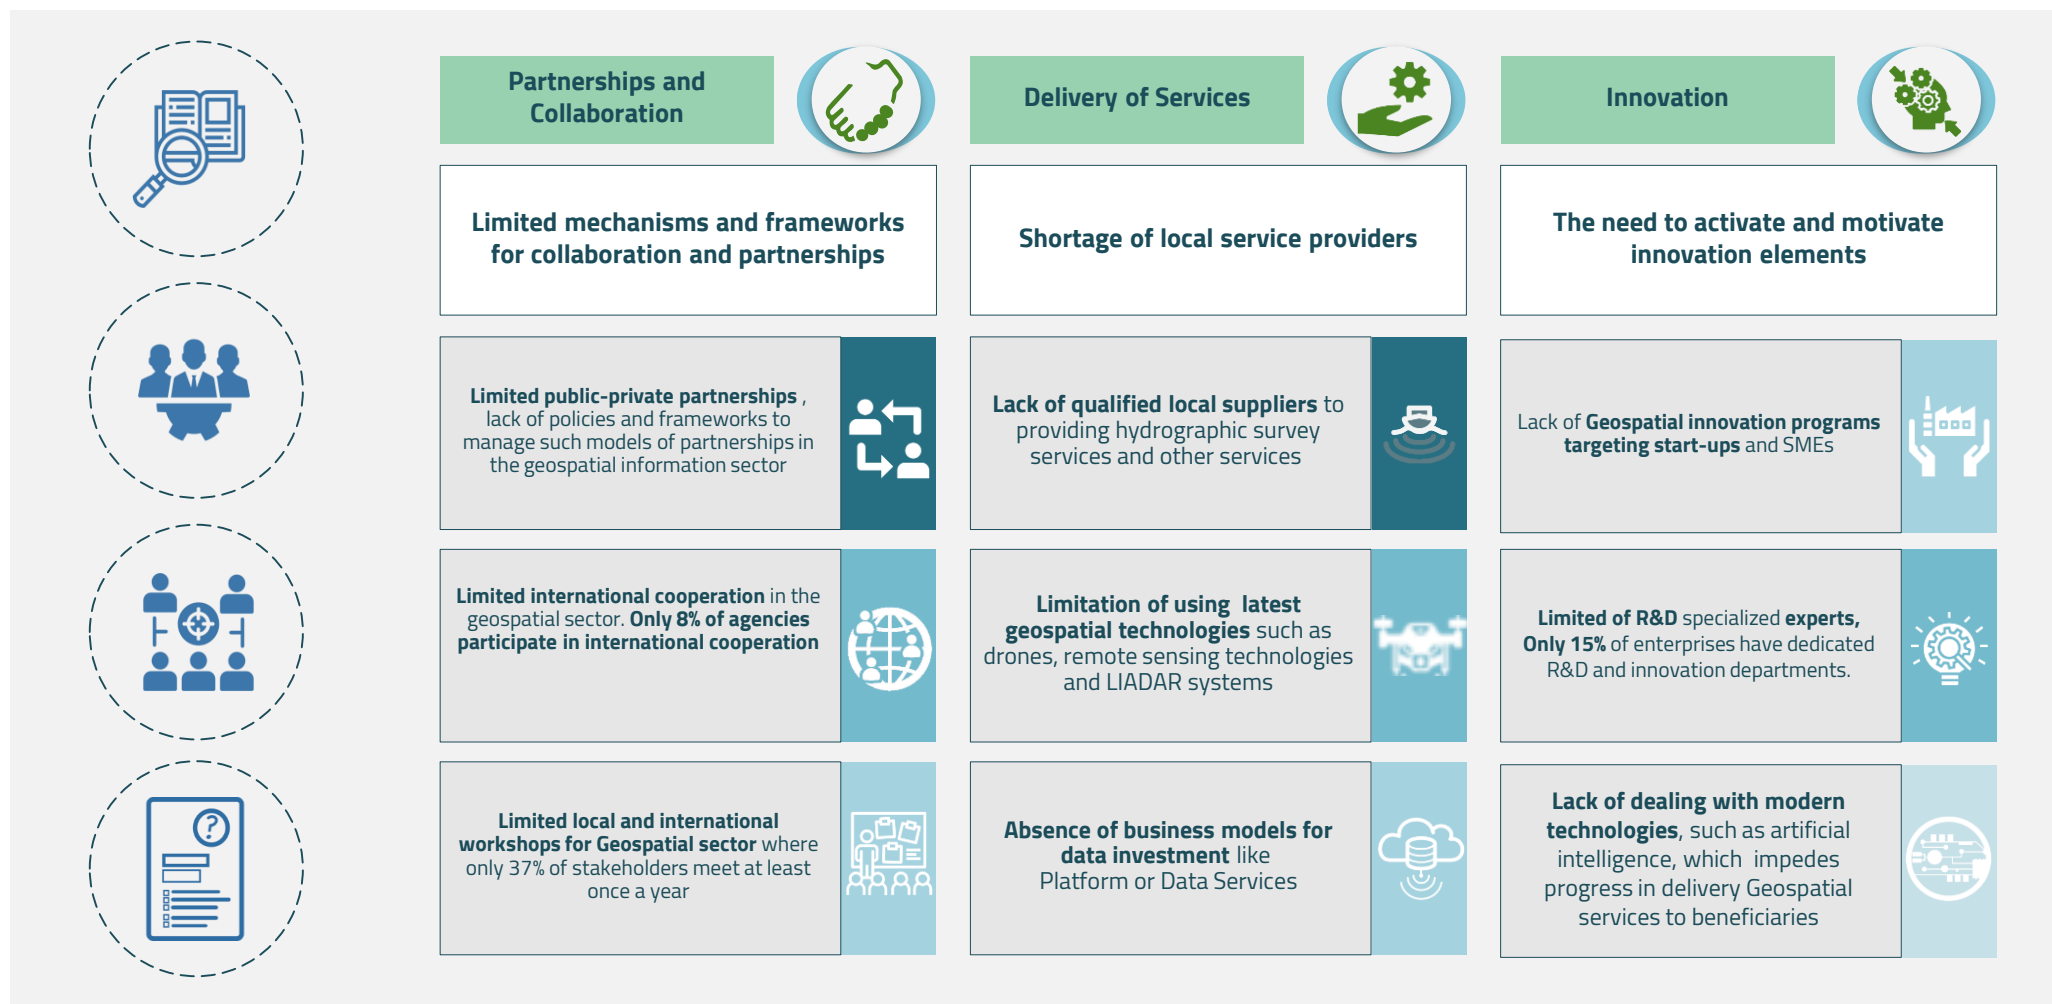 Partnerships and
Collaboration
Delivery of Services
Innovation
Limited mechanisms and frameworks
for collaboration and partnerships
Shortage of local service providers
The need to activate and motivate
innovation elements
Limited public-private partnerships ,
lack of policies and frameworks to
manage such models of partnerships in
the geospatial information sector
Lack of qualified local suppliers to
providing hydrographic survey
services and other services
Lack of Geospatial innovation programs
targeting start-ups and SMEs
Limited international cooperation in the
geospatial sector. Only 8% of agencies
participate in international cooperation
Limitation of using  latest
geospatial technologies such as
drones, remote sensing technologies
and LIADAR systems
Limited of R&D specialized experts,
Only 15% of enterprises have dedicated
R&D and innovation departments.
Limited local and international
workshops for Geospatial sector where
only 37% of stakeholders meet at least
once a year
Absence of business models for
data investment like
Platform or Data Services
Lack of dealing with modern
technologies, such as artificial
intelligence, which  impedes
progress in delivery Geospatial
services to beneficiaries